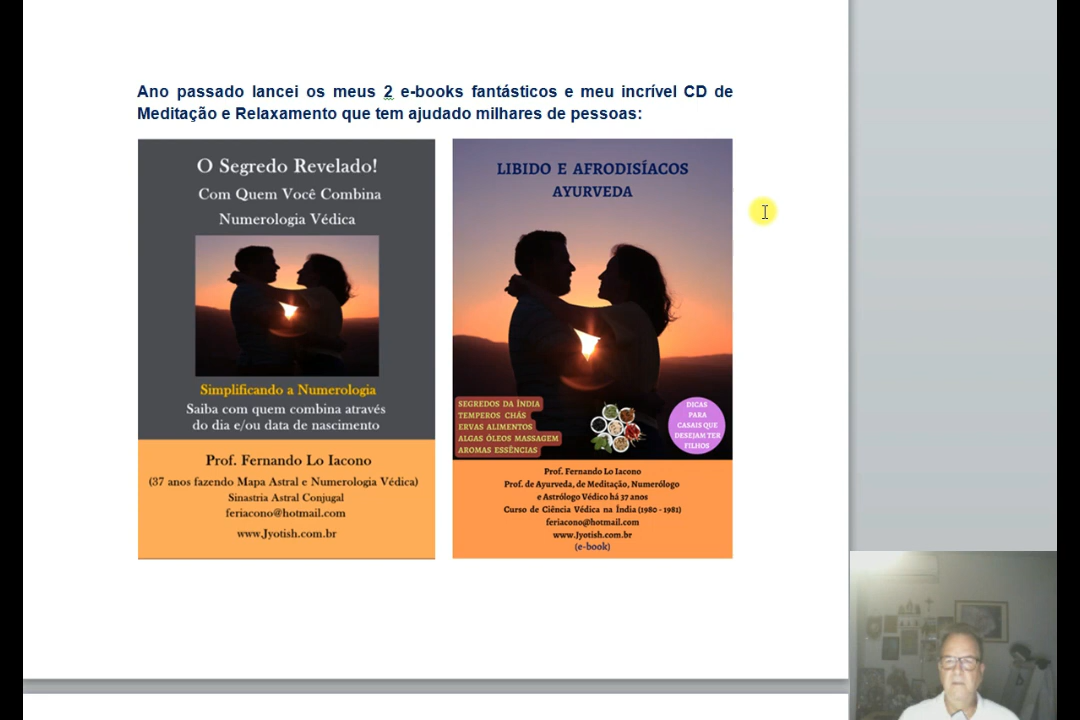 Ano passado lancei os meus 2 e-books fantásticos e meu incrível CD de
Meditação e Relaxamento que tem ajudado milhares de pessoas:
O Segredo Revelado!
Com Quem Você Combina
Numerologia Védica
Simplificando a Numerologia
Saiba com quem combina através
do dia e/ou data de nascimento
Prof. Fernando Lo Iacono
(37 anos fazendo Mapa Astral e Numerologia Védica)
Sinastria Astral Conjugal
feriacono@hotmail.com
www.Jyotish.com.br
LIBIDO E AFRODISÍACOS
AYURVEDA
SEGREDOS DA ÍNDIA
TEMPEROS CHÁS
ERVAS ALIMENTOS
ALGAS ÓLEOS MASSAGEM
AROMAS ESSÊNCIAS
DICAS
PARA
CASAIS QUE
DESEJAM TER
FILHOS
Prof. Fernando Lo Iacono
Prof. de Ayurveda, de Meditação, Numerólogo
e Astrólogo Védico há 37 anos
Curso de Ciência Védica na Índia (1980 - 1981)
feriacono@hotmail.com
www.Jyotish.com.br
(e-book)